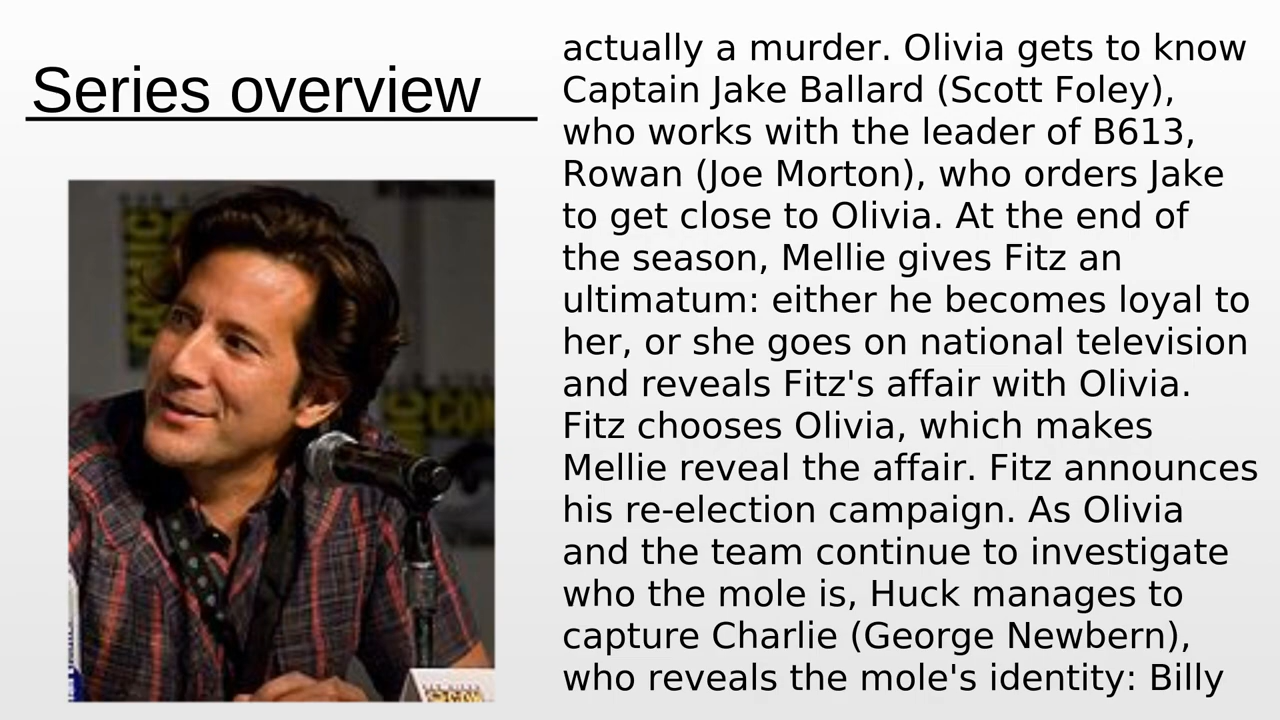 Series overview
actually a murder. Olivia gets to know
Captain Jake Ballard (Scott Foley),
who works with the leader of B613,
Rowan (Joe Morton), who orders Jake
to get close to Olivia. At the end of
the season, Mellie gives Fitz an
ultimatum: either he becomes loyal to
her, or she goes on national television
and reveals Fitz's affair with Olivia.
Fitz chooses Olivia, which makes
Mellie reveal the affair. Fitz announces
his re-election campaign. As Olivia
and the team continue to investigate
who the mole is, Huck manages to
capture Charlie (George Newbern),
who reveals the mole's identity: Billy